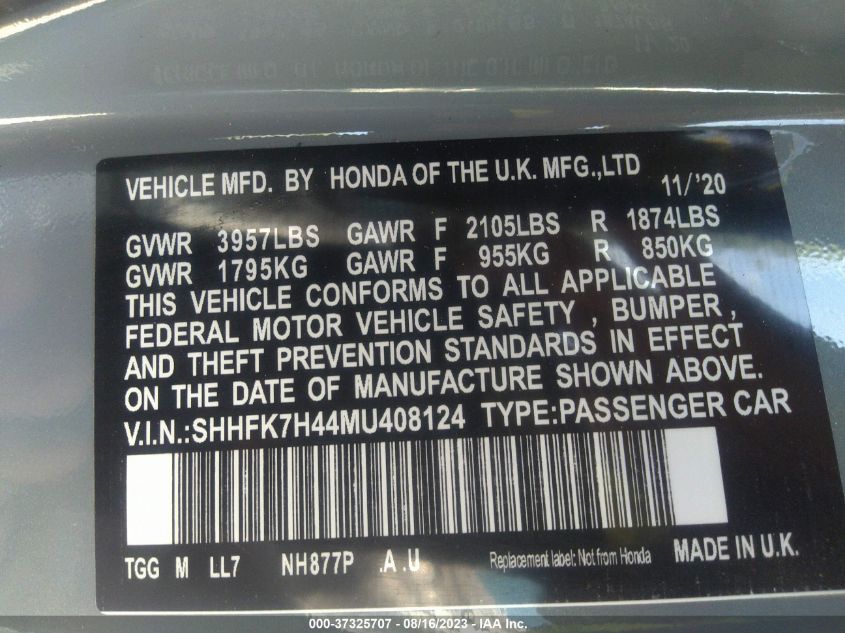 VEHICLE MFD. BY HONDA OF THE U.K. MFG.,LTD 11/'20
GVWR 3957LBS GAWR F 2105LBS R 1874LBS
GVWR 1795KG GAWR F 955KG R 850KG
THIS VEHICLE CONFORMS TO ALL APPLICABLE
FEDERAL MOTOR VEHICLE SAFETY , BUMPER ,
AND THEFT PREVENTION STANDARDS IN EFFECT
ON THE DATE OF MANUFACTURE SHOWN ABOVE.
V.I.N.:SHHFK7H44MU408124 TYPE:PASSENGER CAR
TGG M LL7 NH877P .A .U Replacement label: Not from Honda MADE IN U.K.
000-37325707 - 08/16/2023 - IAA Inc.